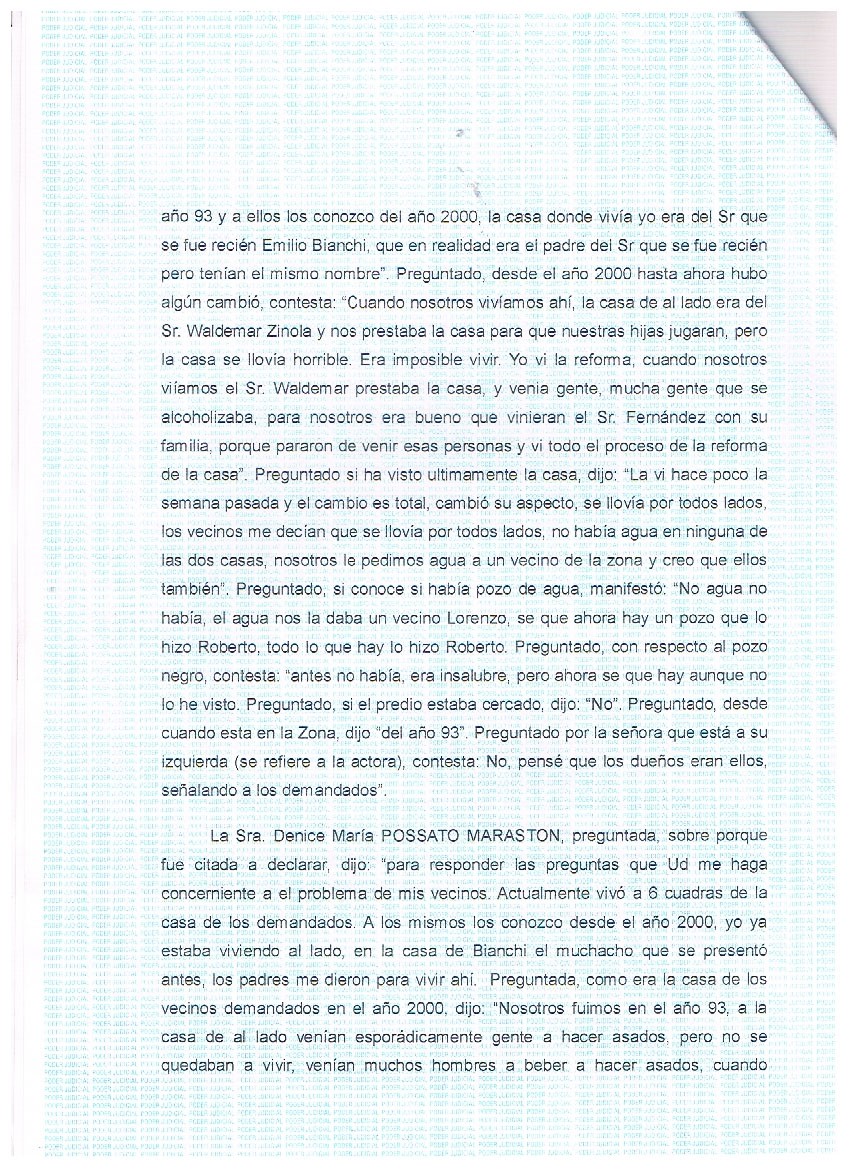 año 93 y a ellos los conozco del año 2000, la casa donde vivía yo era del Sr que
se fue recién Emilio Bianchi, que en realidad era el padre del Sr que se fue recién
pero tenían el mismo nombre”. Preguntado, desde el año 2000 hasta ahora hubo
algún cambió, contesta: “Cuando nosotros vivíamos ahí, la casa de al lado era del
Sr. Waldemar Zinola y nos prestaba la casa para que nuestras hijas jugaran, pero
la casa se llovía horrible. Era imposible vivir. Yo vi la reforma, cuando nosotros
viíamos el Sr. Waldemar prestaba la casa, y venia gente, mucha gente que se
alcoholizaba, para nosotros era bueno que vinieran el Sr. Fernández con su
familia, porque pararon de venir esas personas y vi todo el proceso de la reforma
de la casa”. Preguntado si ha visto ultimamente la casa, dijo: “La vi hace poco la
semana pasada y el cambio es total, cambió su aspecto, se llovía por todos lados,
los vecinos me decían que se llovía por todos lados, no había agua en ninguna de
las dos casas, nosotros le pedimos agua a un vecino de la zona y creo que ellos
también”. Preguntado, si conoce si había pozo de agua, manifestó: “No agua no
había, el agua nos la daba un vecino Lorenzo, se que ahora hay un pozo que lo
hizo Roberto, todo lo que hay lo hizo Roberto. Preguntado, con respecto al pozo
negro, contesta: “antes no había, era insalubre, pero ahora se que hay aunque no
lo he visto. Preguntado, si el predio estaba cercado, dijo: “No”. Preguntado, desde
cuando esta en la Zona, dijo “del año 93”. Preguntado por la señora que está a su
izquierda (se refiere a la actora), contesta: No, pensé que los dueños eran ellos,
señalando a los demandados”.
La Sra. Denice María POSSATO MARASTON, preguntada, sobre porque
fue citada a declarar, dijo: “para responder las preguntas que Ud me haga
concerniente a el problema de mis vecinos. Actualmente vivó a 6 cuadras de la
casa de los demandados. A los mismos los conozco desde el año 2000, yo ya
estaba viviendo al lado, en la casa de Bianchi el muchacho que se presentó
antes, los padres me dieron para vivir ahí. Preguntada, como era la casa de los
vecinos demandados en el año 2000, dijo: “Nosotros fuimos en el año 93, a la
casa de al lado venían esporádicamente gente a hacer asados, pero no se
quedaban a vivir, venían muchos hombres a beber a hacer asados, cuando